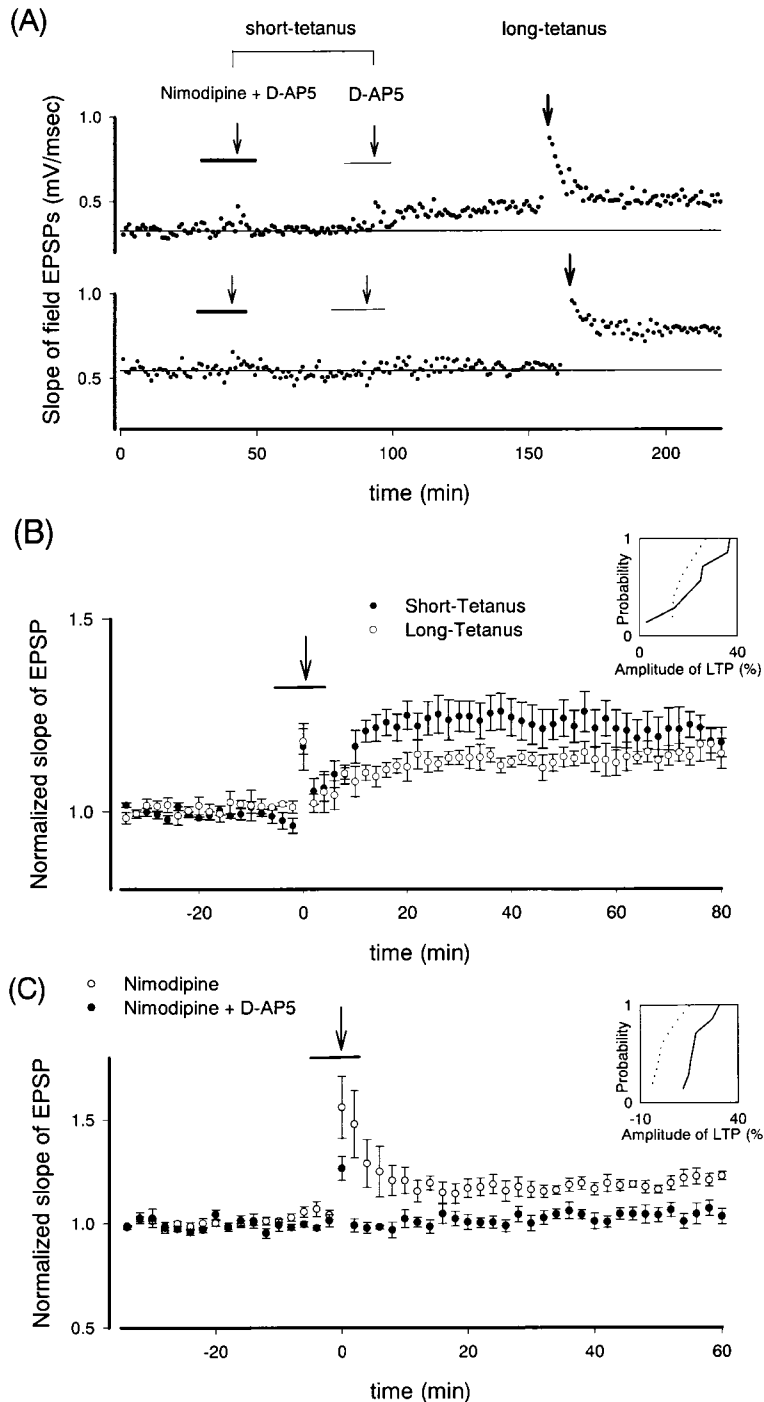 (A)
short-tetanus
long-tetanus
Nimodipine + D-AP5
D-AP5
Slope of field EPSPs (mV/msec)
1.0
0.5
1.0
0.5
0
50
100
150
200
time (min)
(B)
Normalized slope of EPSP
1.5
1.0
Short-Tetanus
Long-Tetanus
Probability
1
0
0
40
Amplitude of LTP (%)
-20
0
20
40
60
80
time (min)
(C)
Nimodipine
Nimodipine + D-AP5
Normalized slope of EPSP
1.5
1.0
0.5
Probability
1
0
-10
40
Amplitude of LTP (%
-20
0
20
40
60
time (min)